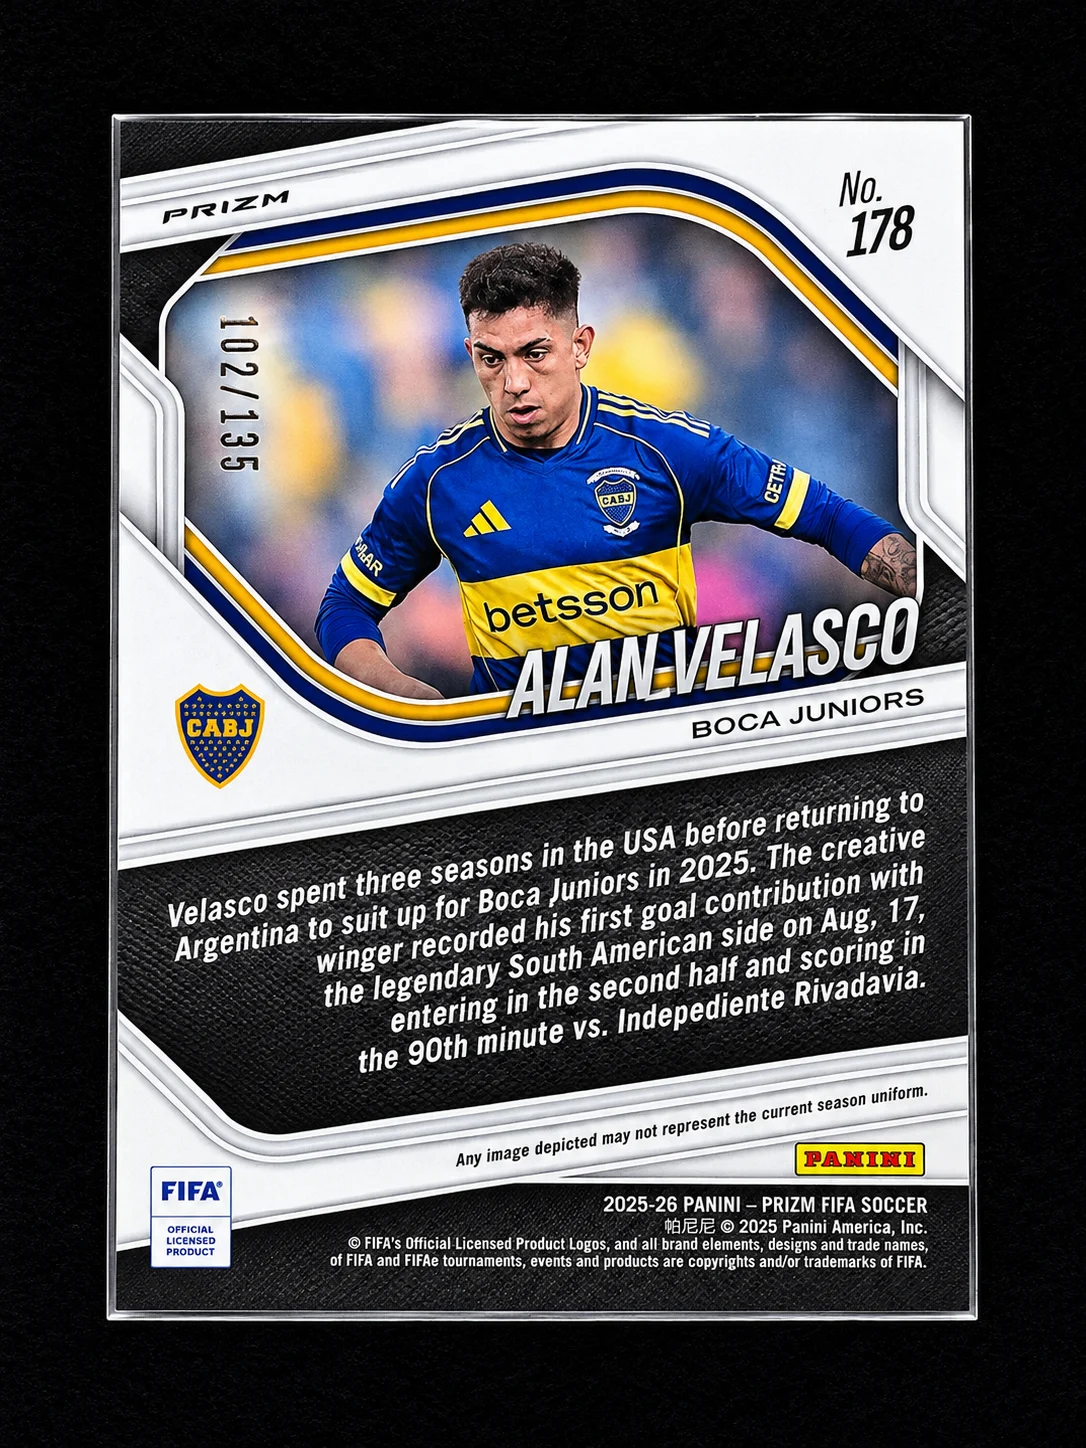 PRIZM
No.
178
102/135
CABJ
CETR
betsson
ALAN VELASCO
BOCA JUNIORS
CABJ
Velasco spent three seasons in the USA before returning to
Argentina to suit up for Boca Juniors in 2025. The creative
winger recorded his first goal contribution with
the legendary South American side on Aug, 17,
entering in the second half and scoring in
the 90th minute vs. Indepediente Rivadavia.
Any image depicted may not represent the current season uniform.
PANINI
FIFA®
OFFICIAL
LICENSED
PRODUCT
2025-26 PANINI – PRIZM FIFA SOCCER
帕尼尼 © 2025 Panini America, Inc.
© FIFA's Official Licensed Product Logos, and all brand elements, designs and trade names,
of FIFA and FIFAe tournaments, events and products are copyrights and/or trademarks of FIFA.